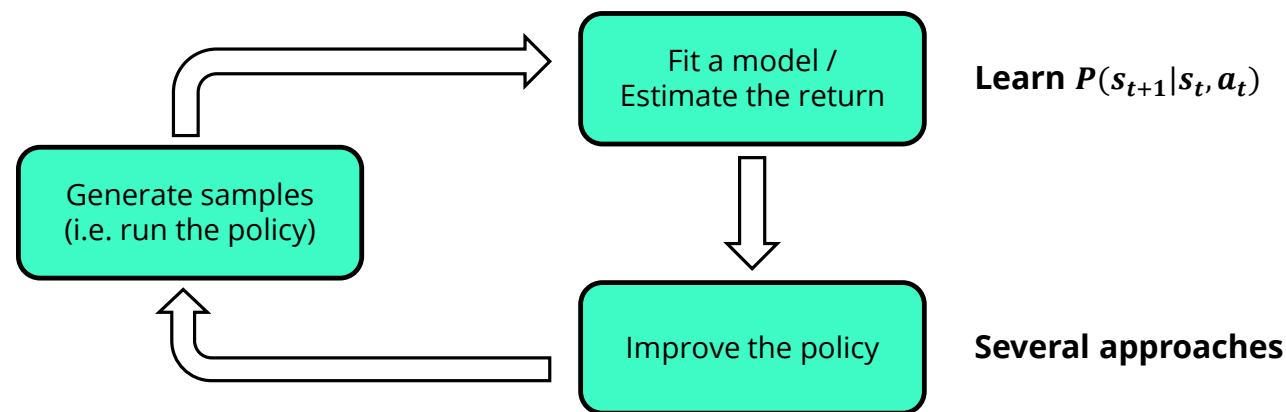 Fit a model /
Estimate the return
Learn P(s_{t+1}|s_t, a_t)
Generate samples
(i.e. run the policy)
Improve the policy
Several approaches